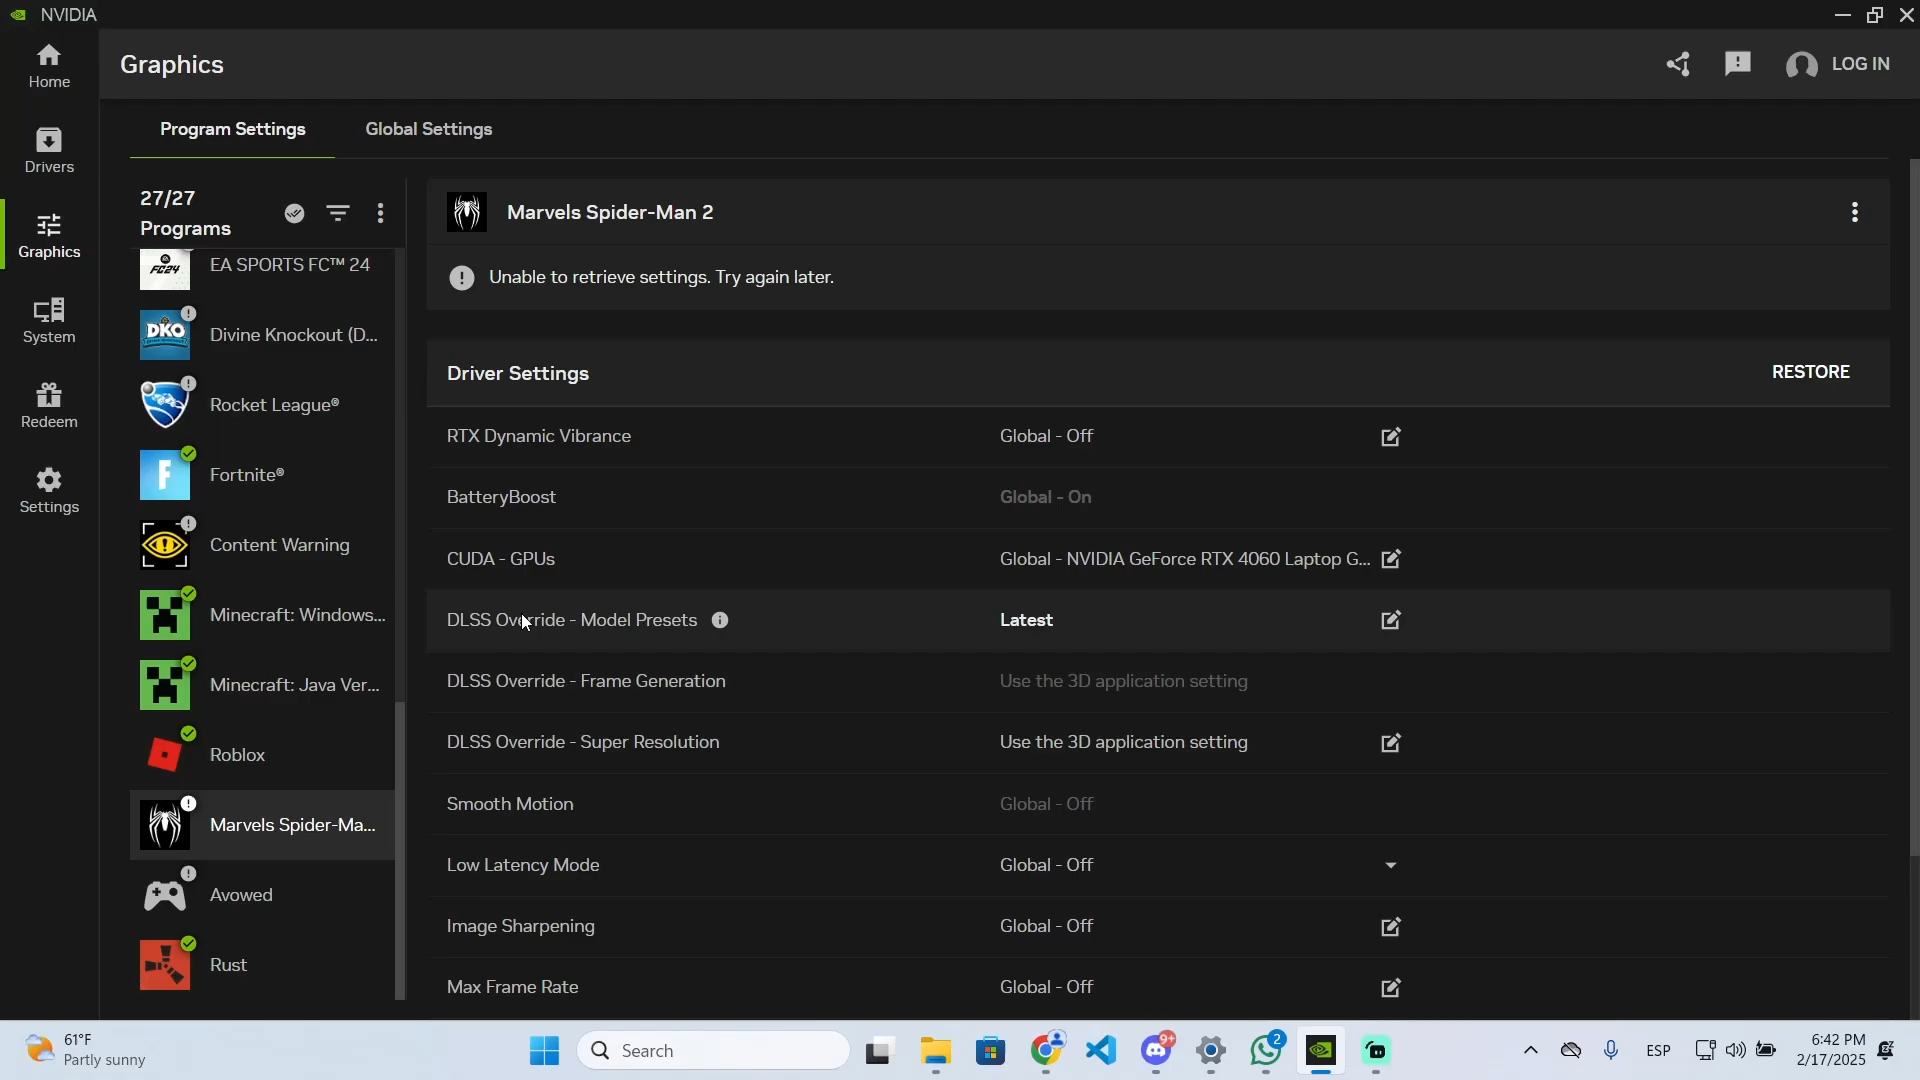 NVIDIA
Home
Drivers
Graphics
System
Redeem
Settings
Graphics
LOG IN
Program Settings
Global Settings
27/27
Programs
EA SPORTS FC™ 24
Divine Knockout (D...
Rocket League®
Fortnite®
Content Warning
Minecraft: Windows...
Minecraft: Java Ver...
Roblox
Marvels Spider-Ma...
Avowed
Rust
FC24
DKO
Marvels Spider-Man 2
Unable to retrieve settings. Try again later.
Driver Settings
RESTORE
RTX Dynamic Vibrance Global - Off
BatteryBoost Global - On
CUDA - GPUs Global - NVIDIA GeForce RTX 4060 Laptop G...
DLSS Override - Model Presets Latest
DLSS Override - Frame Generation Use the 3D application setting
DLSS Override - Super Resolution Use the 3D application setting
Smooth Motion Global - Off
Low Latency Mode Global - Off
Image Sharpening Global - Off
Max Frame Rate Global - Off
61°F
Partly sunny
Search
9+
2
ESP
6:42 PM
2/17/2025